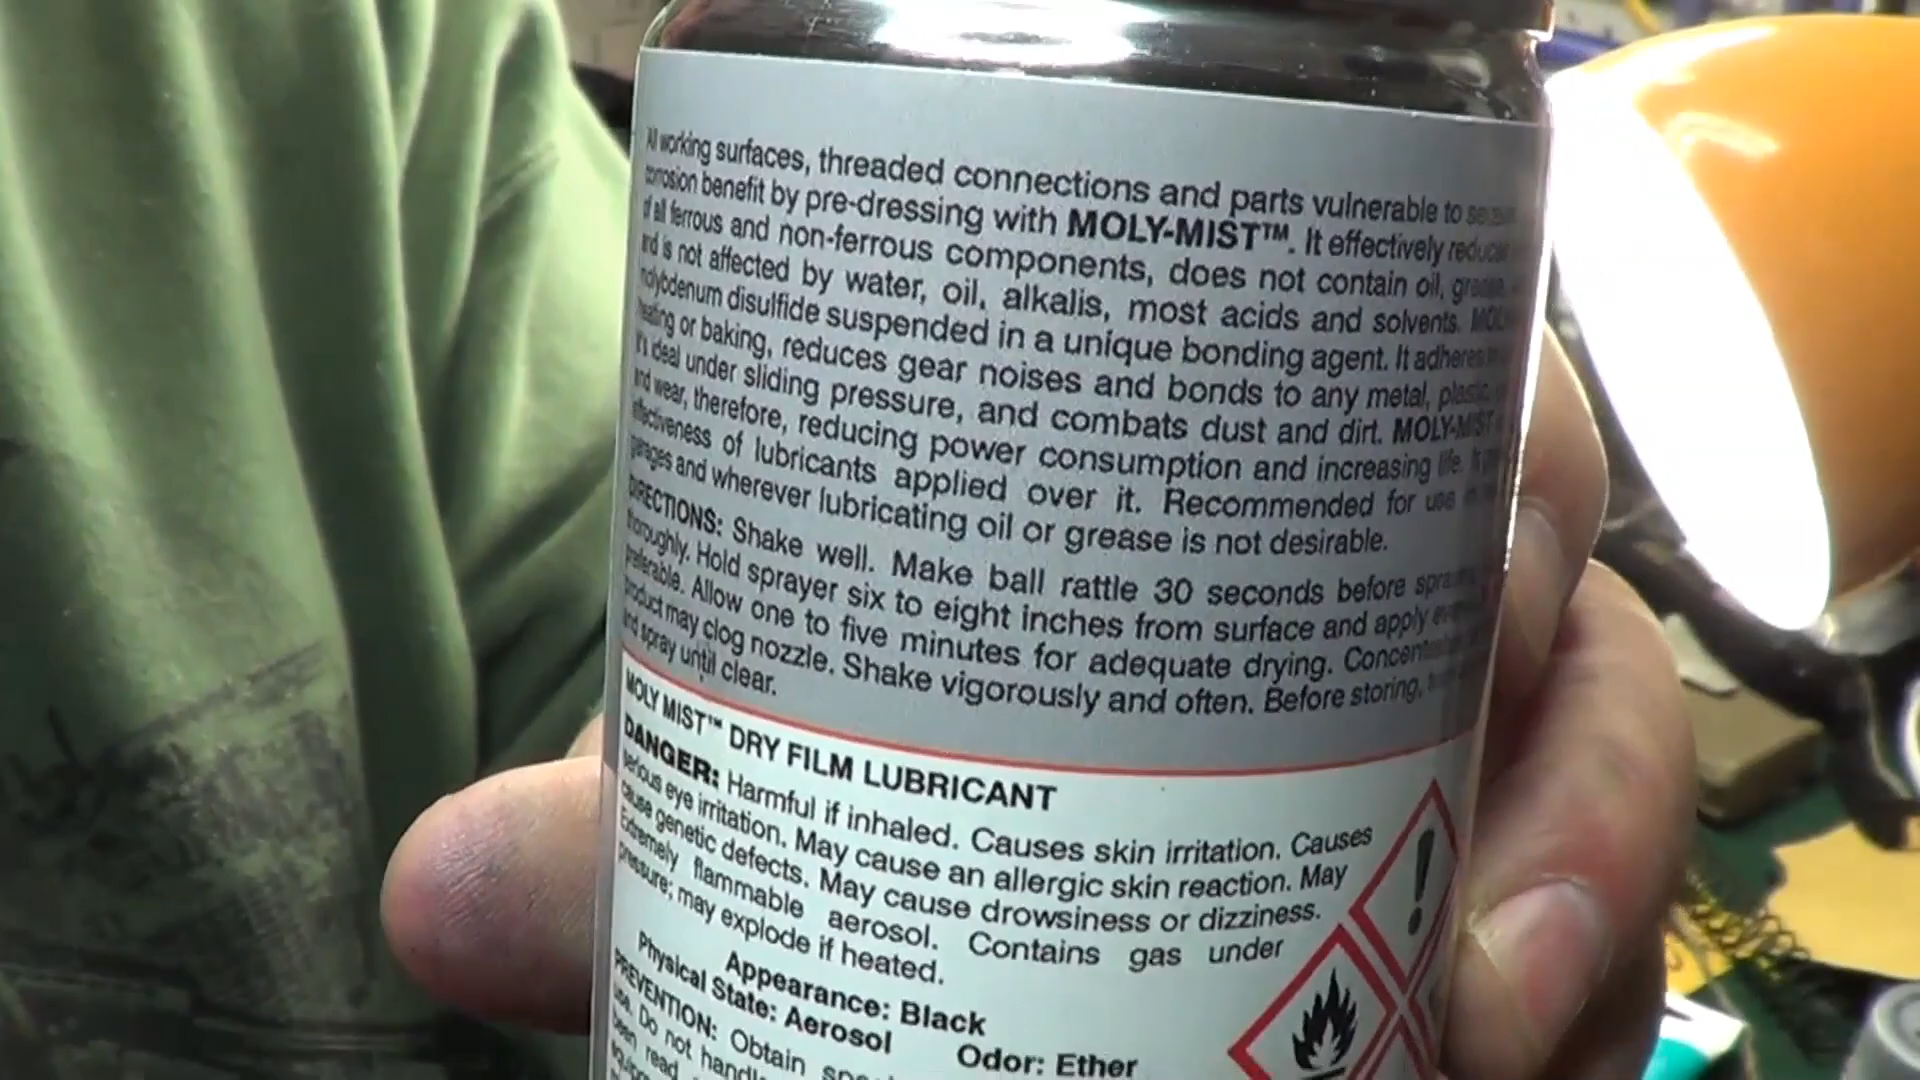 All working surfaces, threaded connections and parts vulnerable to
corrosion benefit by pre-dressing with MOLY-MIST™. It effectively reduces
of all ferrous and non-ferrous components, does not contain oil, grease,
and is not affected by water, oil, alkalis, most acids and solvents.
molybdenum disulfide suspended in a unique bonding agent. It adheres
heating or baking, reduces gear noises and bonds to any metal, plastic,
It's ideal under sliding pressure, and combats dust and dirt. MOLY-MIST
and wear, therefore, reducing power consumption and increasing life.
effectiveness of lubricants applied over it. Recommended for use
garages and wherever lubricating oil or grease is not desirable.
DIRECTIONS: Shake well. Make ball rattle 30 seconds before
thoroughly. Hold sprayer six to eight inches from surface and apply
preferable. Allow one to five minutes for adequate drying.
product may clog nozzle. Shake vigorously and often. Before storing,
and spray until clear.
MOLY MIST™ DRY FILM LUBRICANT
DANGER: Harmful if inhaled. Causes skin irritation. Causes
serious eye irritation. May cause an allergic skin reaction. May
cause genetic defects. May cause drowsiness or dizziness.
Extremely flammable aerosol. Contains gas under
pressure; may explode if heated.
Appearance: Black
Physical State: Aerosol Odor: Ether
PREVENTION: Obtain
use. Do not
been read